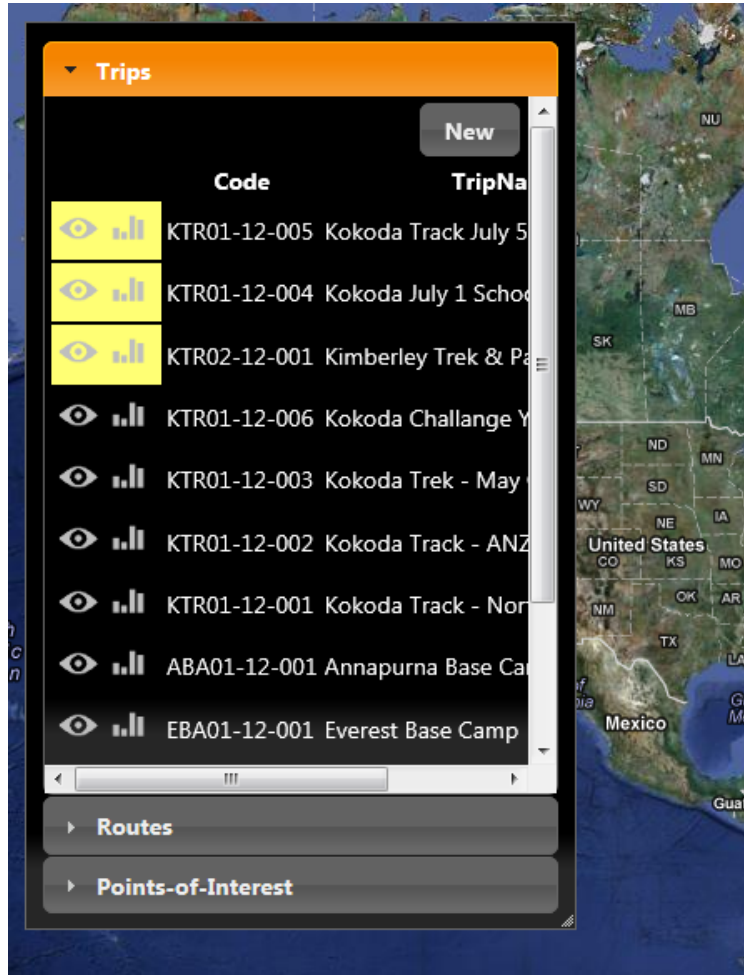 Trips
New
Code TripNa
KTR01-12-005 Kokoda Track July 5
KTR01-12-004 Kokoda July 1 Schoo
KTR02-12-001 Kimberley Trek & Pa
KTR01-12-006 Kokoda Challange Y
KTR01-12-003 Kokoda Trek - May
KTR01-12-002 Kokoda Track - ANZ
KTR01-12-001 Kokoda Track - Nor
ABA01-12-001 Annapurna Base Ca
EBA01-12-001 Everest Base Camp
Routes
Points-of-Interest
NU
MB
SK
ND
MN
SD
WY
NE
IA
United States
CO
KS
MO
OK
AR
NM
TX
LA
Mexico
Gua